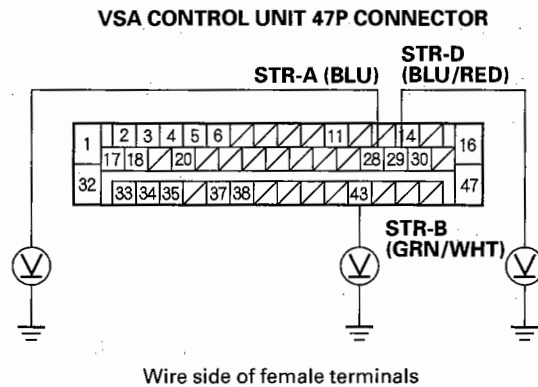 VSA CONTROL UNIT 47P CONNECTOR
STR-D
STR-A (BLU) (BLU/RED)
1 2 3 4 5 6 11 14 16
17 18 20 28 29 30
32 33 34 35 37 38 43 47
STR-B
(GRN/WHT)
V V V
Wire side of female terminals